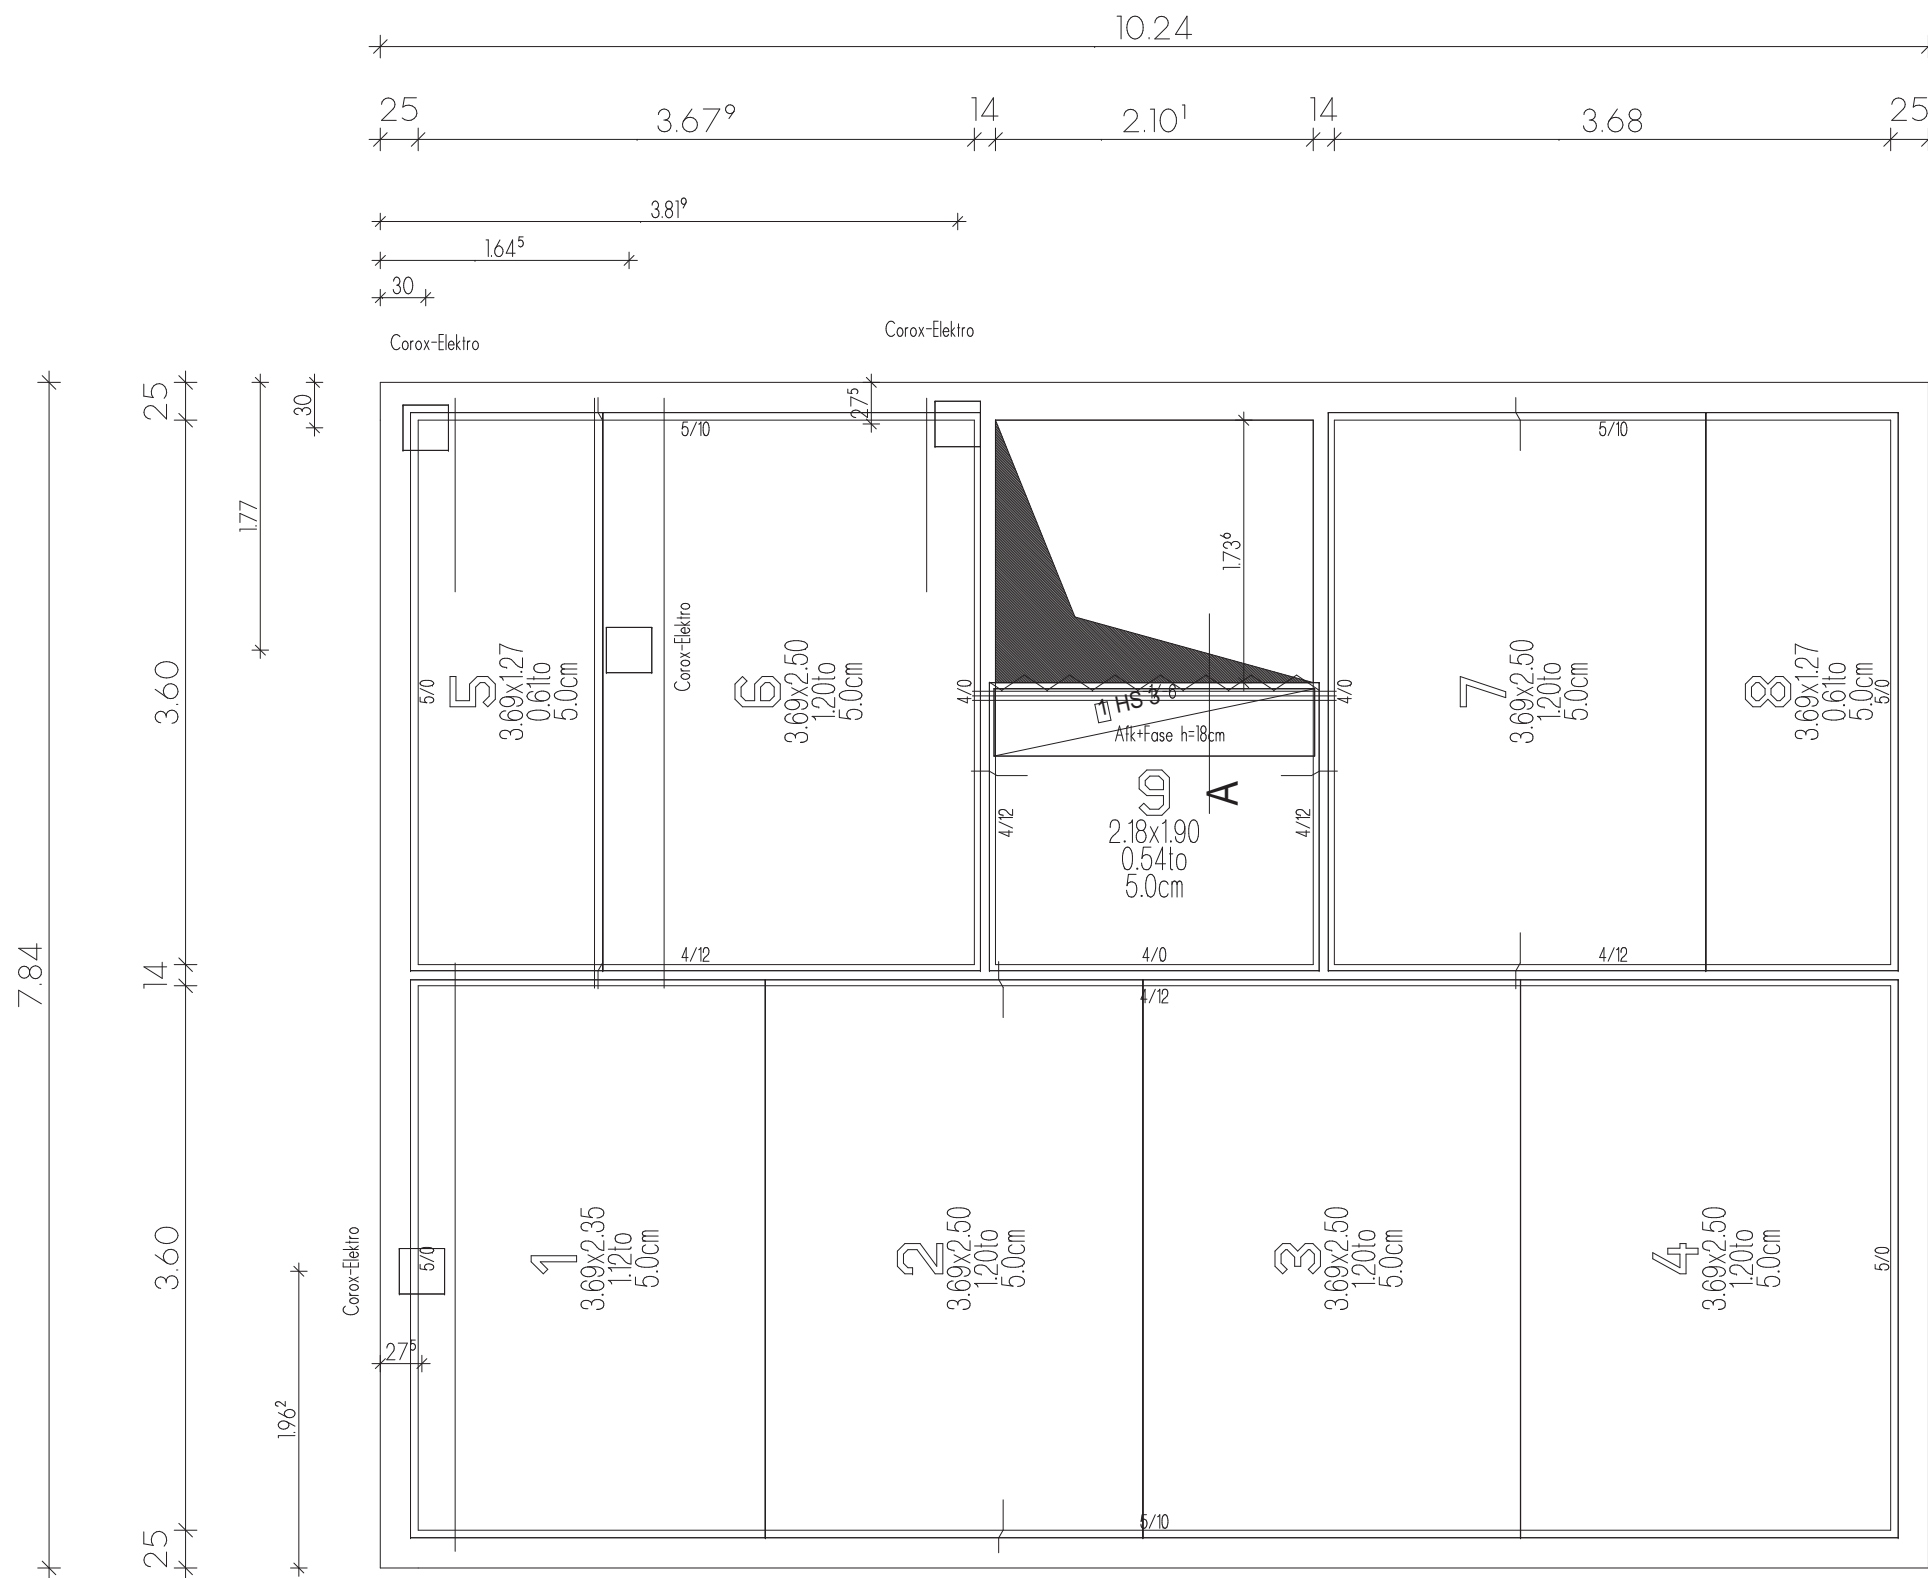 10.24
25 3.67⁹ 14 2.10¹ 14 3.68 25
3.81⁹
1.64⁵
30
Corox-Elektro
Corox-Elektro
25
30
27⁵
1.77
3.60
14
7.84
3.60
25
1.96²
27⁵
5/10
5/10
1.73⁶
Corox-Elektro
5/0
5
3.69x1.27
0.61to
5.0cm
6
3.69x2.50
1.20to
5.0cm
4/0
1 HS 3
Afk+Fase h=18cm
4/0
7
3.69x2.50
1.20to
5.0cm
8
3.69x1.27
0.61to
5.0cm
5/0
4/12
9
2.18x1.90
0.54to
5.0cm
A
4/12
4/12
4/0
4/12
4/12
Corox-Elektro
5/0
1
3.69x2.35
1.12to
5.0cm
2
3.69x2.50
1.20to
5.0cm
3
3.69x2.50
1.20to
5.0cm
4
3.69x2.50
1.20to
5.0cm
5/0
5/10